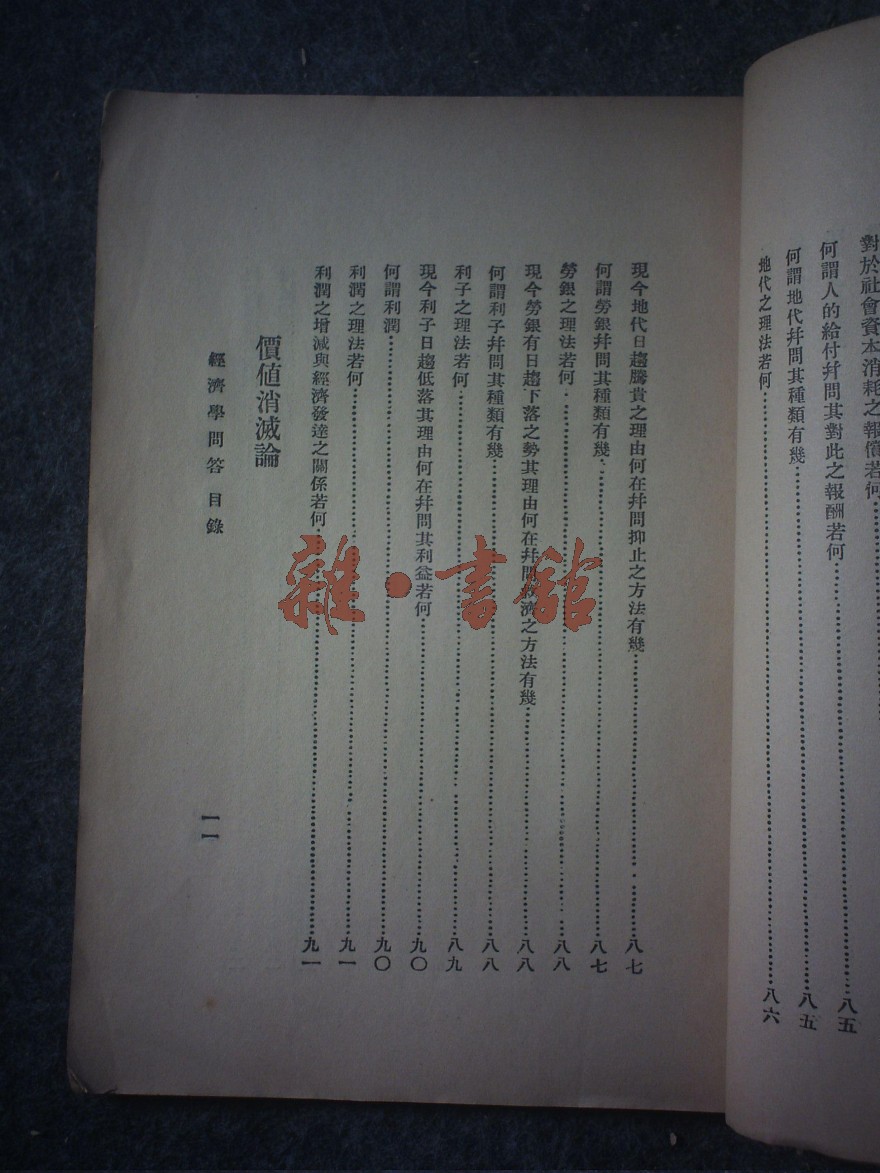 對於社會資本消耗之報償若何…………八五
何謂人的給付幷問其對此之報酬若何…………八五
何謂地代幷問其種類有幾…………八五
地代之理法若何…………八六
現今地代日趨騰貴之理由何在幷問抑止之方法有幾…………八七
何謂勞銀幷問其種類有幾…………八七
勞銀之理法若何…………八八
現今勞銀有日趨下落之勢其理由何在幷問救濟之方法有幾…………八八
何謂利子幷問其種類有幾…………八八
利子之理法若何…………八九
現今利子日趨低落其理由何在幷問其利益若何…………九〇
何謂利潤…………九〇
利潤之理法若何…………九一
利潤之增減與經濟發達之關係若何…………九一
價値消滅論
經濟學問答 目錄
一一
雜·書館